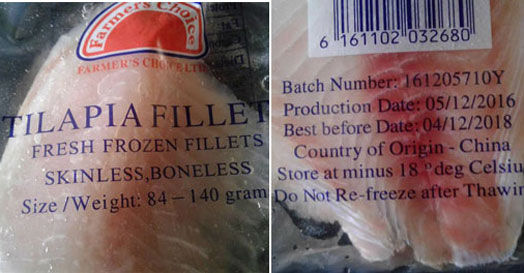 Farmer's Choice
FARMER'S CHOICE LTD
TILAPIA FILLET
FRESH FROZEN FILLETS
SKINLESS,BONELESS
Size/Weight: 84 – 140 gram
6 161102 032680
Batch Number: 161205710Y
Production Date: 05/12/2016
Best before Date: 04/12/2018
Country of Origin - China
Store at minus 18 °deg Celsiu
Do Not Re-freeze after Thawin